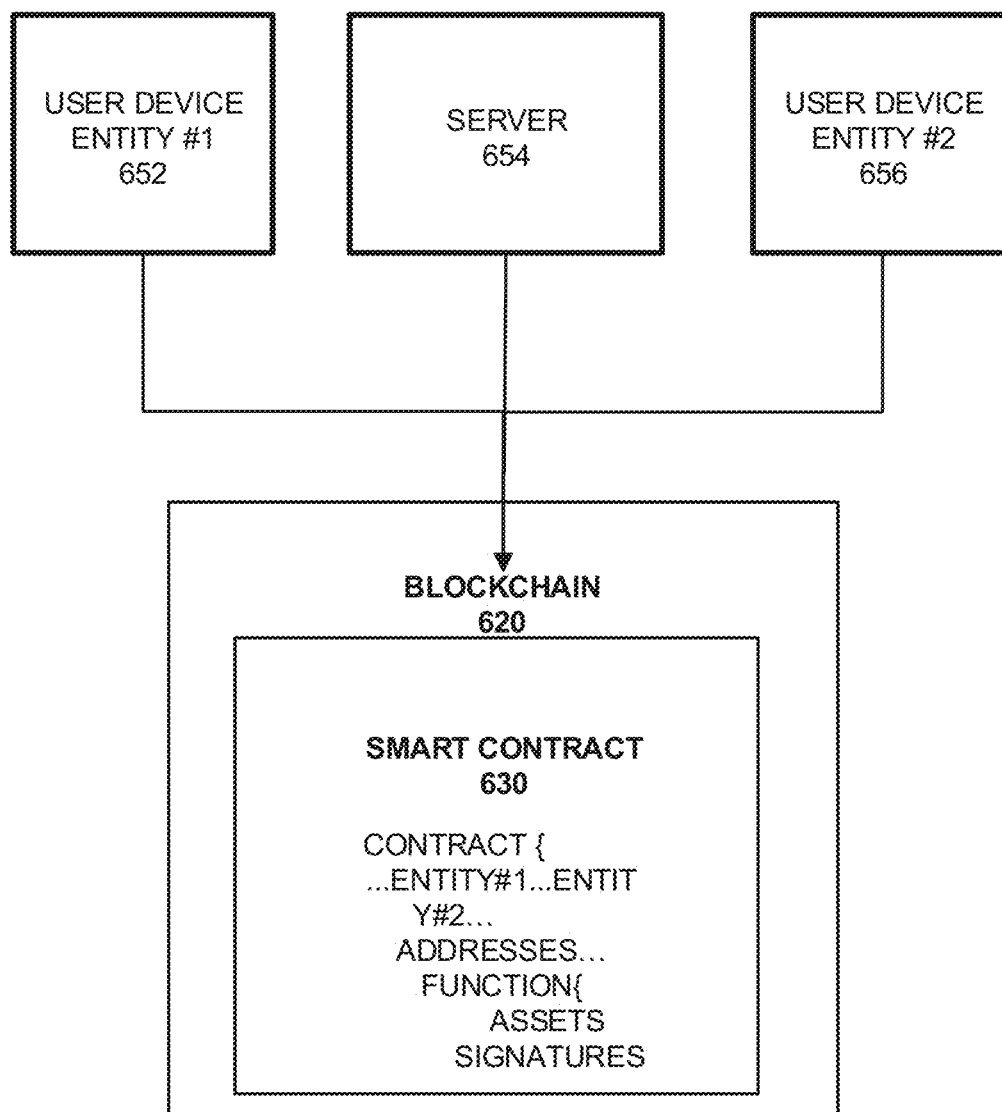 USER DEVICE
ENTITY #1
652
SERVER
654
USER DEVICE
ENTITY #2
656
BLOCKCHAIN
620
SMART CONTRACT
630
CONTRACT {
...ENTITY#1...ENTIT
Y#2...
ADDRESSES...
FUNCTION{
ASSETS
SIGNATURES